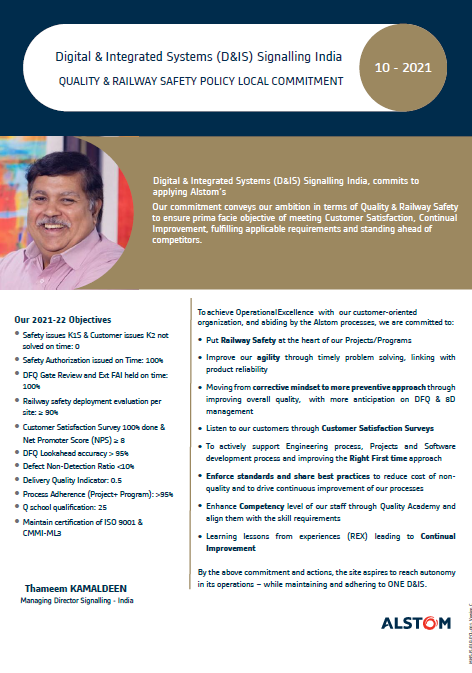 Digital & Integrated Systems (D&IS) Signalling India
QUALITY & RAILWAY SAFETY POLICY LOCAL COMMITMENT
10 - 2021
Digital & Integrated Systems (D&IS) Signalling India, commits to
applying Alstom's
Our commitment conveys our ambition in terms of Quality & Railway Safety
to ensure prima facie objective of meeting Customer Satisfaction, Continual
Improvement, fulfilling applicable requirements and standing ahead of
competitors.
Our 2021-22 Objectives
• Safety issues K1S & Customer issues K2 not
solved on time: 0
• Safety Authorization issued on Time: 100%
• DFQ Gate Review and Ext FAI held on time:
100%
• Railway safety deployment evaluation per
site: ≥ 90%
• Customer Satisfaction Survey 100% done &
Net Promoter Score (NPS) ≥ 8
• DFQ Lookahead accuracy > 95%
• Defect Non-Detection Ratio <10%
• Delivery Quality Indicator: 0.5
• Process Adherence (Project+ Program): >95%
• Q school qualification: 25
• Maintain certification of ISO 9001 &
CMMI-ML3
Thameem KAMALDEEN
Managing Director Signalling - India
To achieve Operational Excellence with our customer-oriented
organization, and abiding by the Alstom processes, we are committed to:
• Put Railway Safety at the heart of our Projects/Programs
• Improve our agility through timely problem solving, linking with
product reliability
• Moving from corrective mindset to more preventive approach through
improving overall quality, with more anticipation on DFQ & 8D
management
• Listen to our customers through Customer Satisfaction Surveys
• To actively support Engineering process, Projects and Software
development process and improving the Right First time approach
• Enforce standards and share best practices to reduce cost of non-
quality and to drive continuous improvement of our processes
• Enhance Competency level of our staff through Quality Academy and
align them with the skill requirements
• Learning lessons from experiences (REX) leading to Continual
Improvement
By the above commitment and actions, the site aspires to reach autonomy
in its operations – while maintaining and adhering to ONE D&IS.
ALSTOM